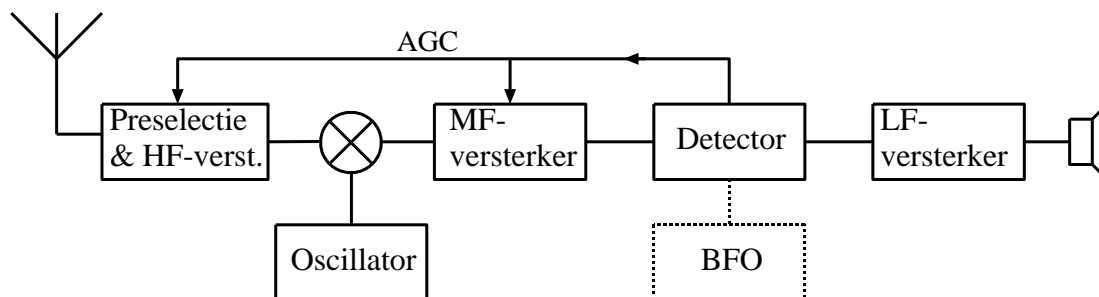 AGC
Preselectie
& HF-verst.
MF-
versterker
Detector
LF-
versterker
Oscillator
BFO